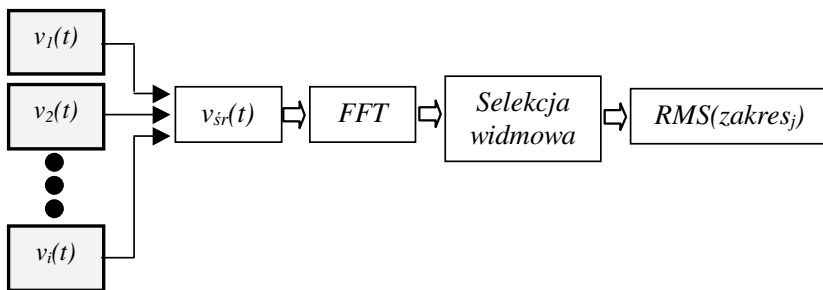 v₁(t)
v₂(t)
vᵢ(t)
vśr(t)
FFT
Selekcja
widmowa
RMS(zakresⱼ)